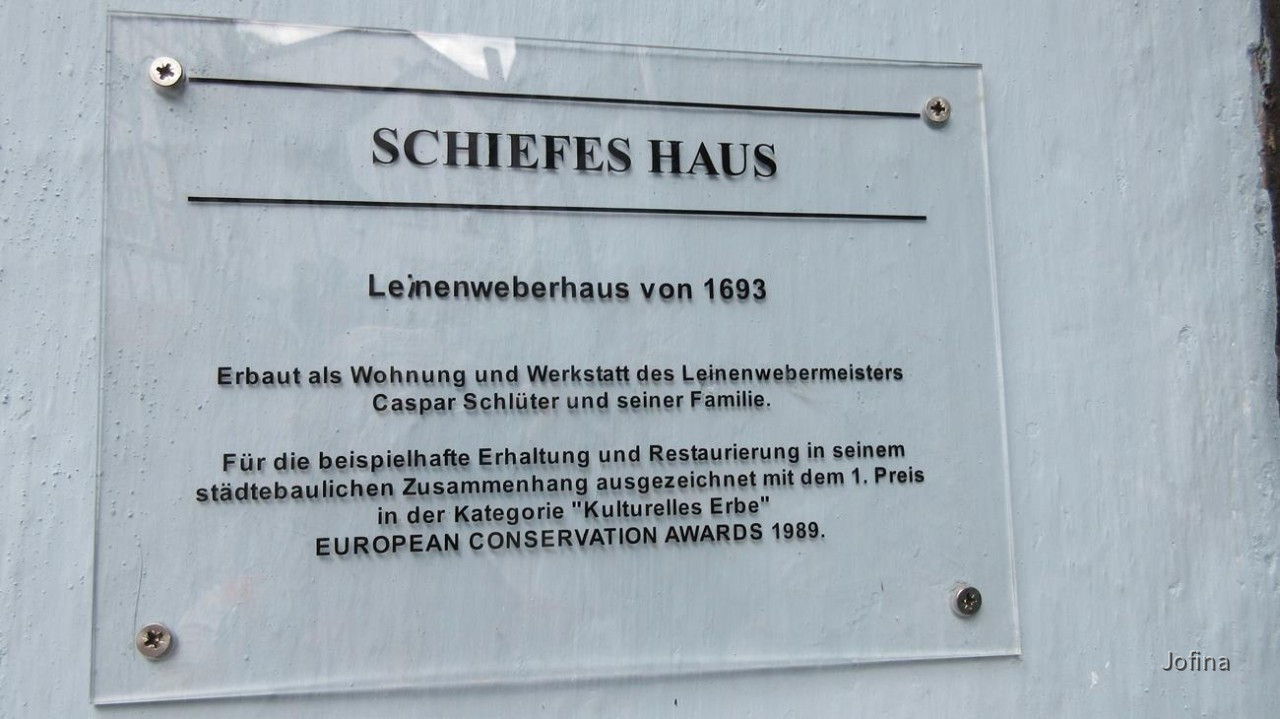 SCHIEFES HAUS
Leinenweberhaus von 1693
Erbaut als Wohnung und Werkstatt des Leinenwebermeisters
Caspar Schlüter und seiner Familie.
Für die beispielhafte Erhaltung und Restaurierung in seinem
städtebaulichen Zusammenhang ausgezeichnet mit dem 1. Preis
in der Kategorie "Kulturelles Erbe"
EUROPEAN CONSERVATION AWARDS 1989.
Jofina